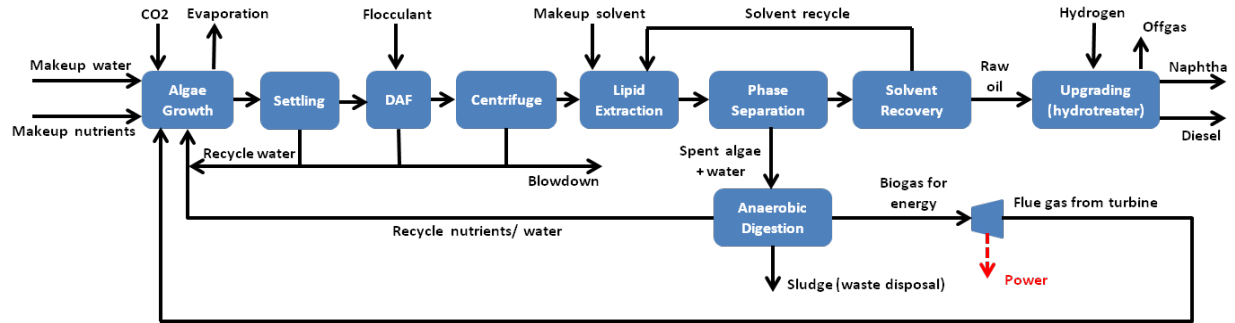 CO2
Evaporation
Flocculant
Makeup solvent
Solvent recycle
Hydrogen
Offgas
Makeup water
Makeup nutrients
Algae
Growth
Settling
DAF
Centrifuge
Lipid
Extraction
Phase
Separation
Solvent
Recovery
Raw
oil
Upgrading
(hydrotreater)
Naphtha
Diesel
Recycle water
Blowdown
Spent algae
+ water
Anaerobic
Digestion
Biogas for
energy
Flue gas from turbine
Recycle nutrients/ water
Sludge (waste disposal)
Power